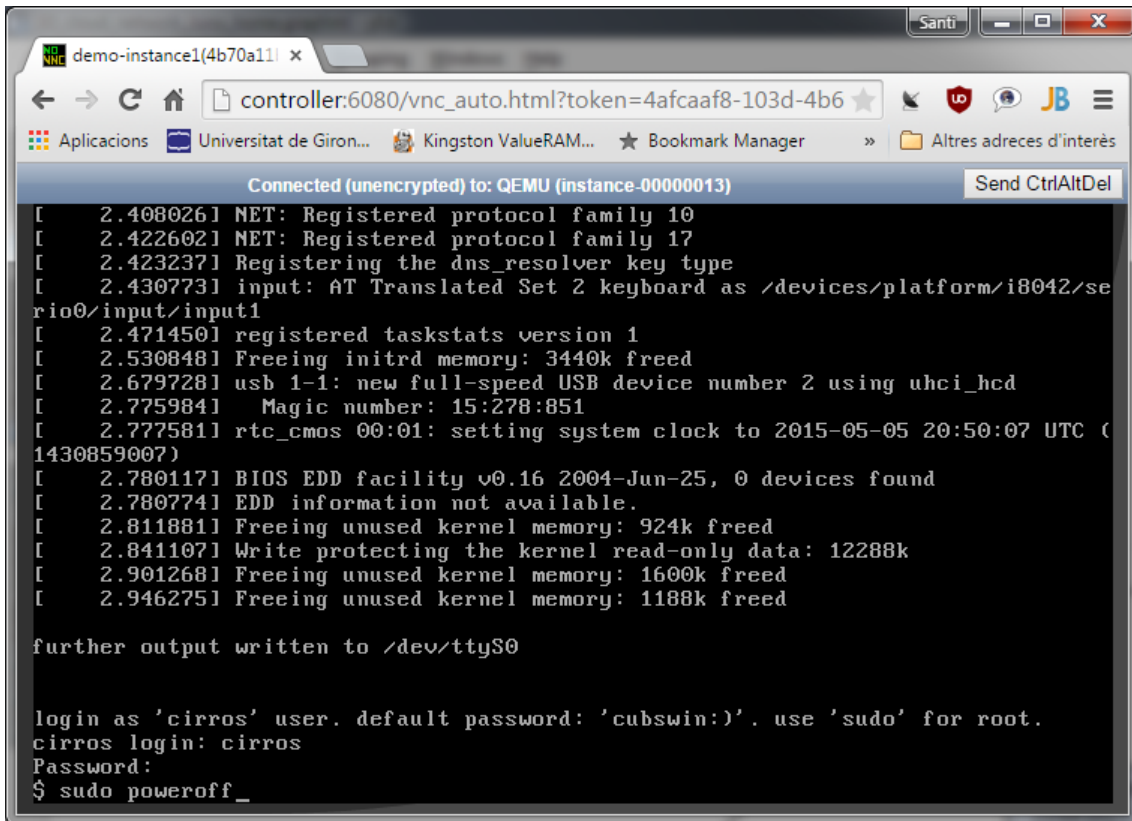 Santi
demo-instance1(4b70a11
controller:6080/vnc_auto.html?token=4afcaaf8-103d-4b6
Aplicacions Universitat de Giron... Kingston ValueRAM... Bookmark Manager » Altres adreces d'interès
Connected (unencrypted) to: QEMU (instance-00000013) Send CtrlAltDel
[    2.408026] NET: Registered protocol family 10
[    2.422602] NET: Registered protocol family 17
[    2.423237] Registering the dns_resolver key type
[    2.430773] input: AT Translated Set 2 keyboard as /devices/platform/i8042/se
rio0/input/input1
[    2.471450] registered taskstats version 1
[    2.530848] Freeing initrd memory: 3440k freed
[    2.679728] usb 1-1: new full-speed USB device number 2 using uhci_hcd
[    2.775984]   Magic number: 15:278:851
[    2.777581] rtc_cmos 00:01: setting system clock to 2015-05-05 20:50:07 UTC (
1430859007)
[    2.780117] BIOS EDD facility v0.16 2004-Jun-25, 0 devices found
[    2.780774] EDD information not available.
[    2.811881] Freeing unused kernel memory: 924k freed
[    2.841107] Write protecting the kernel read-only data: 12288k
[    2.901268] Freeing unused kernel memory: 1600k freed
[    2.946275] Freeing unused kernel memory: 1188k freed
further output written to /dev/ttyS0
login as 'cirros' user. default password: 'cubswin:)'. use 'sudo' for root.
cirros login: cirros
Password:
$ sudo poweroff_